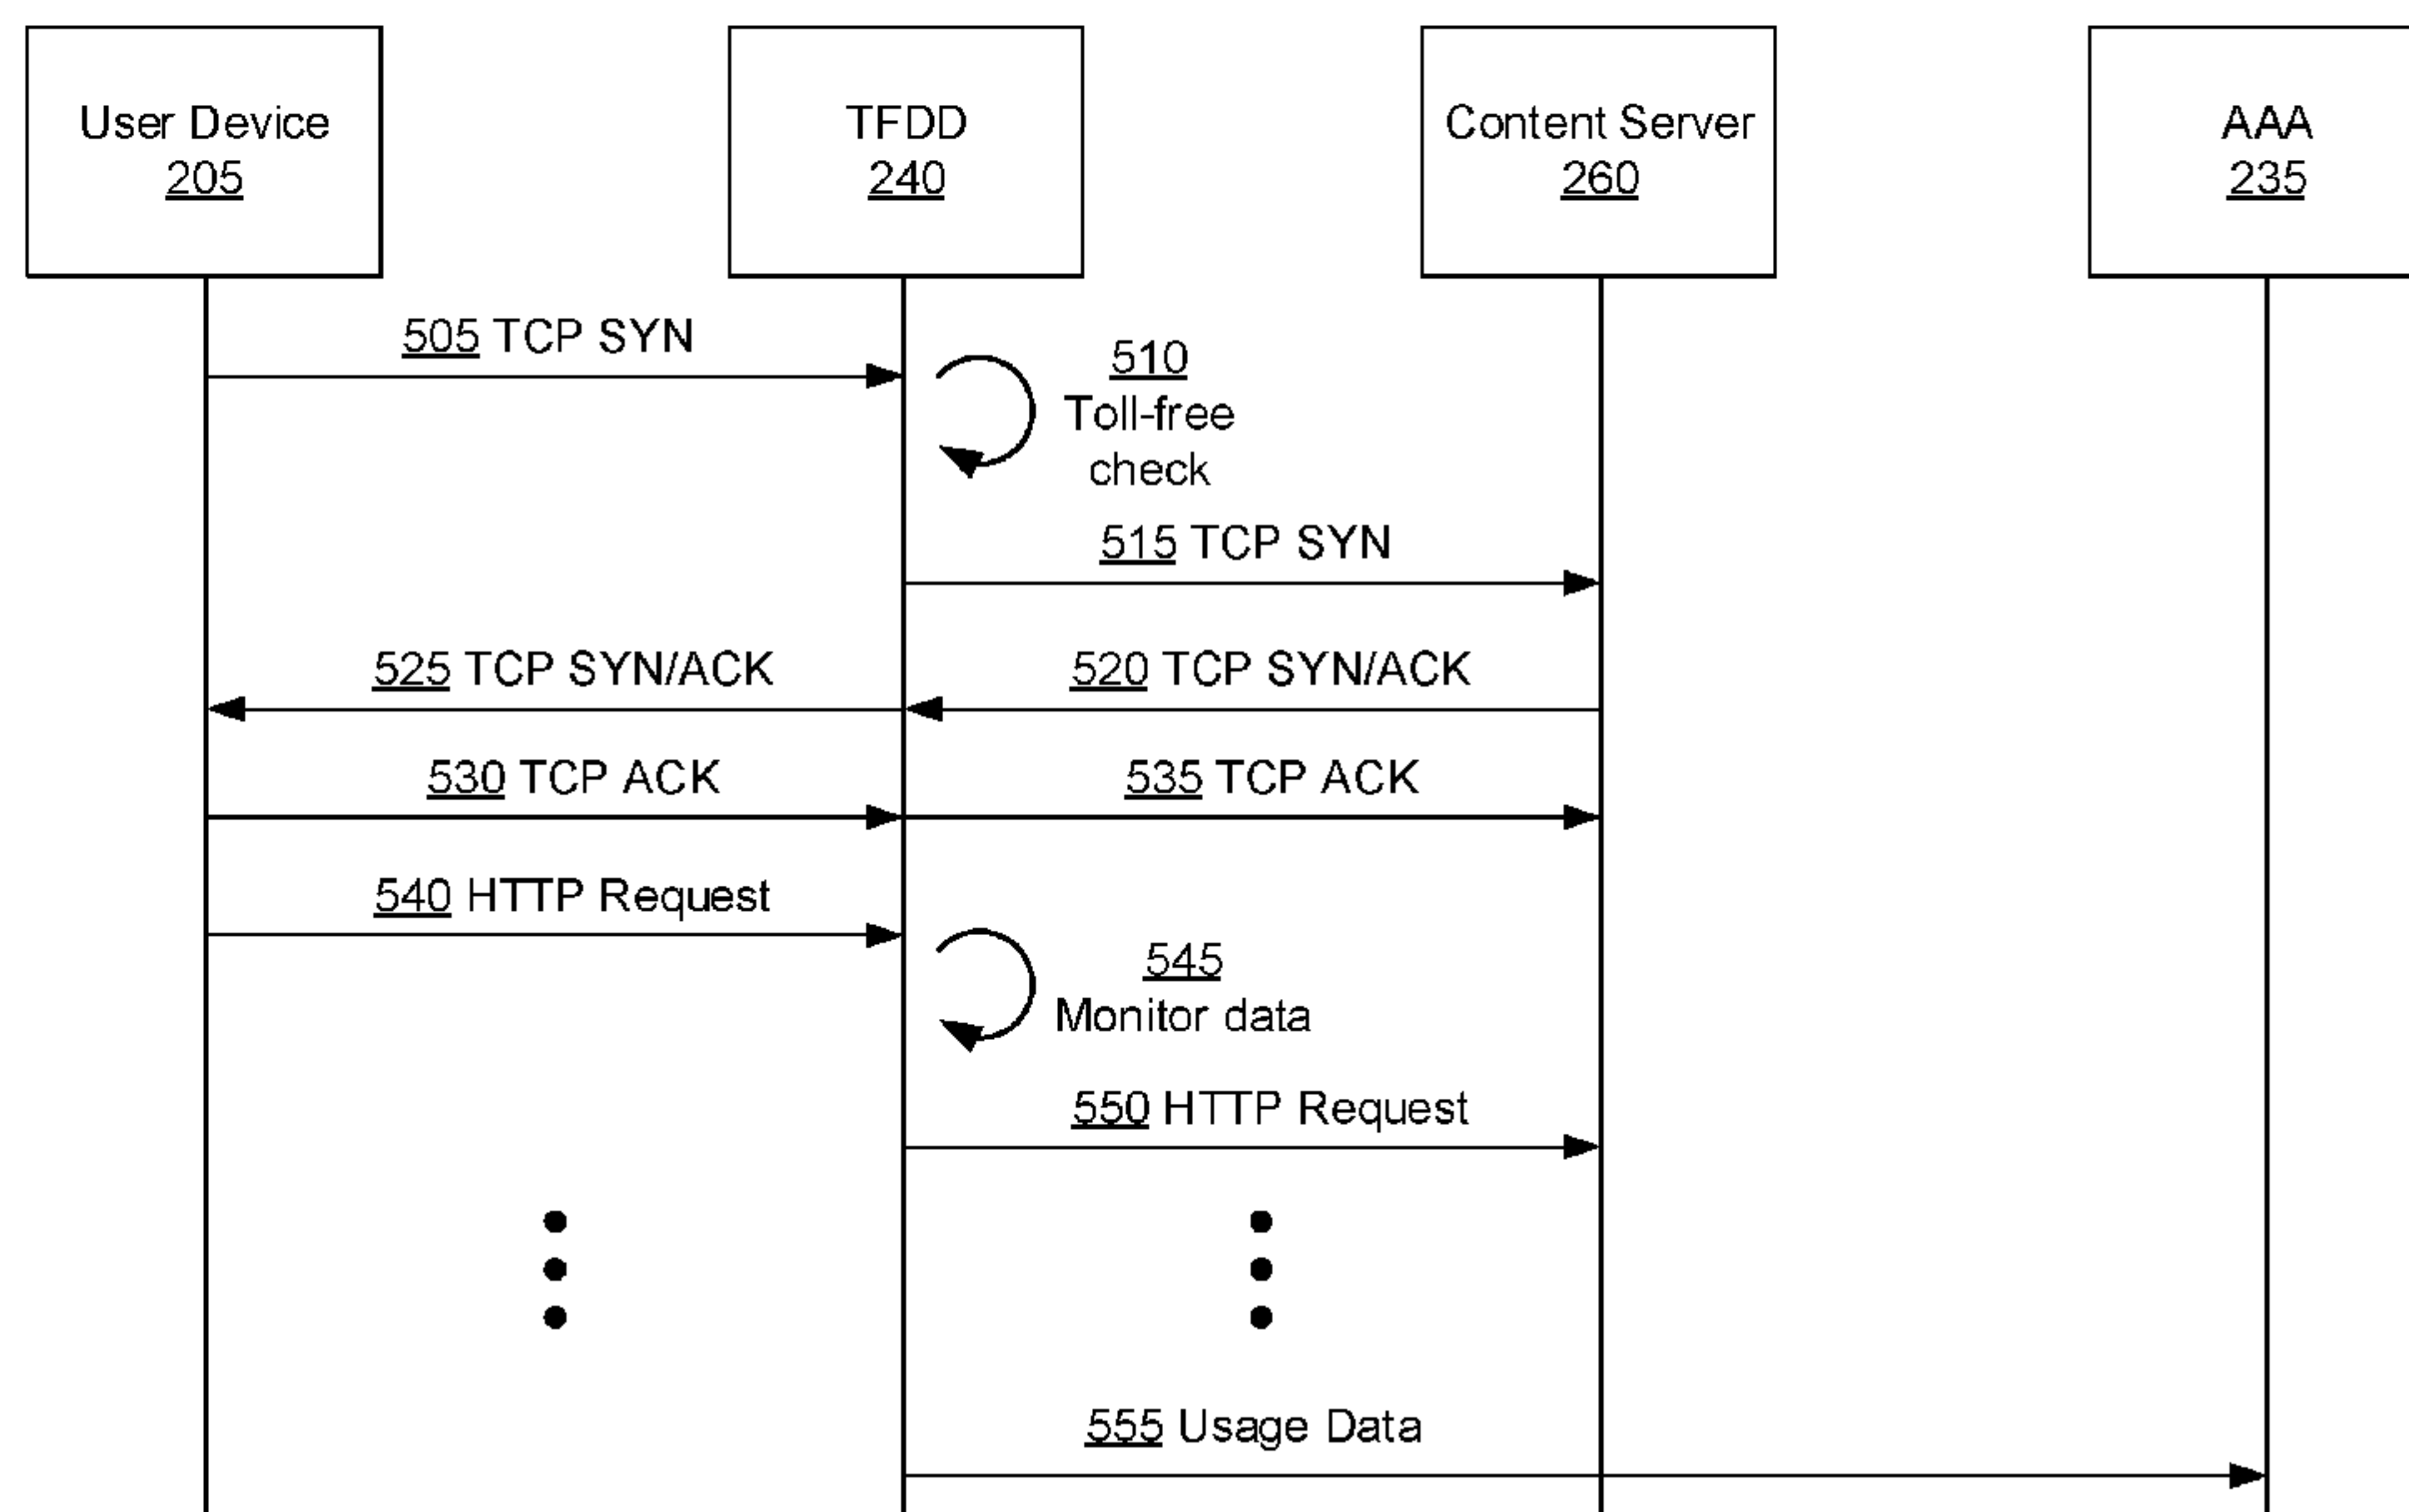 User Device
205
TFDD
240
Content Server
260
AAA
235
505 TCP SYN
510
Toll-free
check
515 TCP SYN
525 TCP SYN/ACK
520 TCP SYN/ACK
530 TCP ACK
535 TCP ACK
540 HTTP Request
545
Monitor data
550 HTTP Request
555 Usage Data